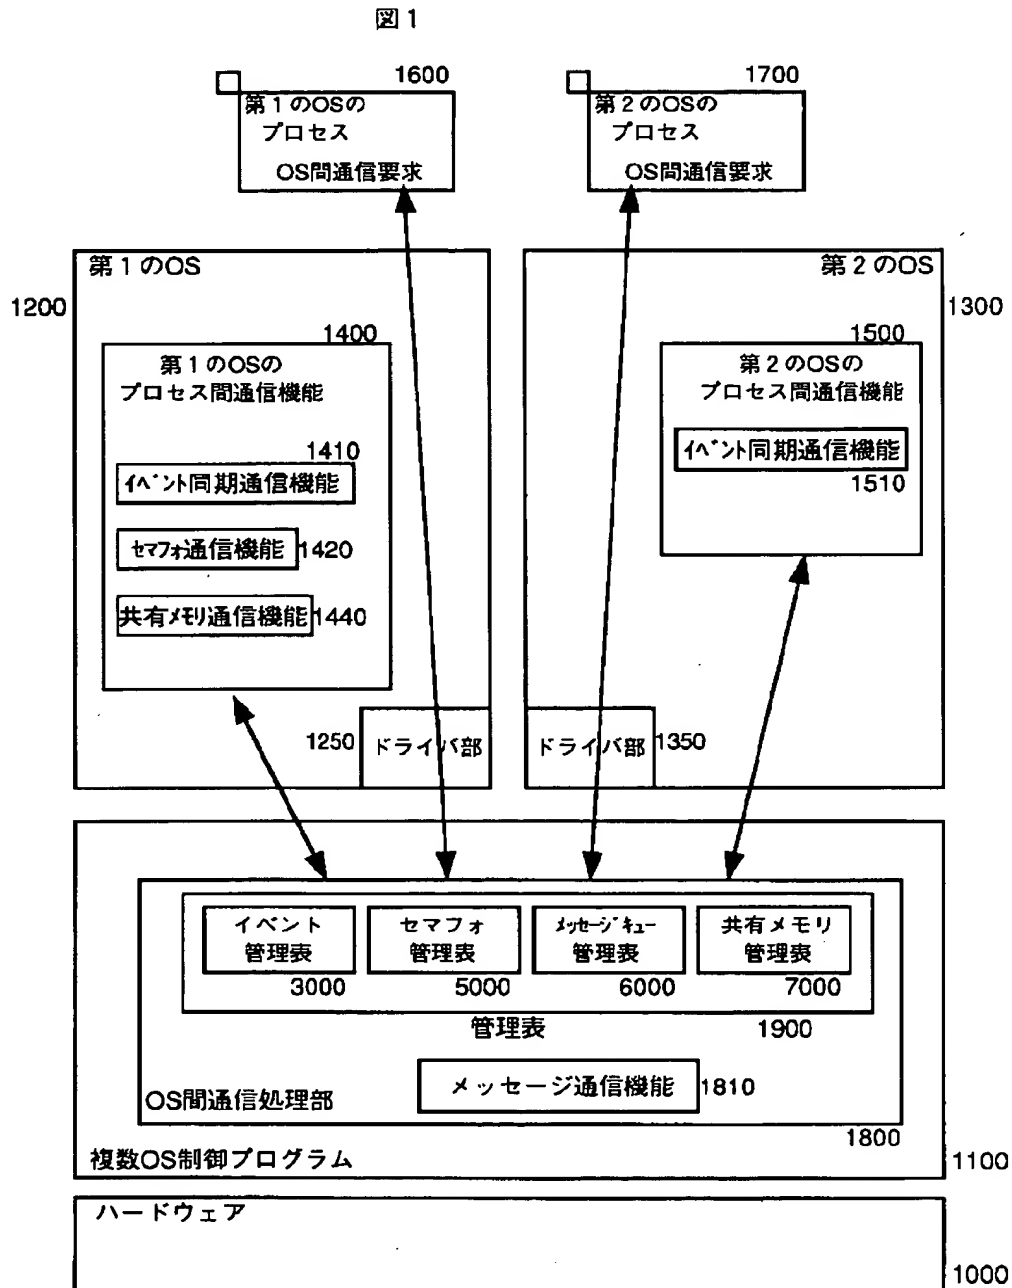 図1
1600
第1のOSの
プロセス
OS間通信要求
1700
第2のOSの
プロセス
OS間通信要求
第1のOS
1200
1400
第1のOSの
プロセス間通信機能
1410
イベント同期通信機能
セマフォ通信機能
1420
共有メモリ通信機能
1440
1250
ドライバ部
第2のOS
1300
1500
第2のOSの
プロセス間通信機能
イベント同期通信機能
1510
ドライバ部
1350
イベント
管理表
3000
セマフォ
管理表
5000
メッセージキュー
管理表
6000
共有メモリ
管理表
7000
管理表
1900
メッセージ通信機能
1810
OS間通信処理部
1800
複数OS制御プログラム
1100
ハードウェア
1000